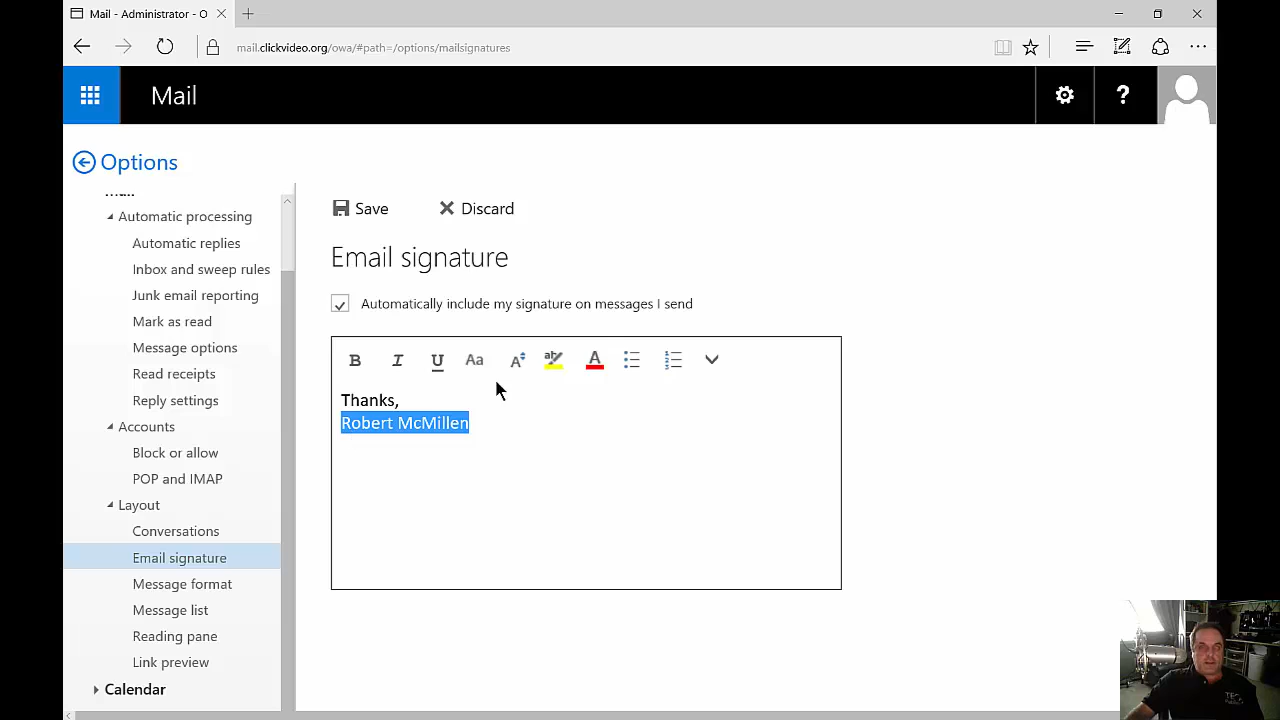 Mail - Administrator - O
mail.clickvideo.org/owa/#path=/options/mailsignatures
Mail
?
Options
Automatic processing
Automatic replies
Inbox and sweep rules
Junk email reporting
Mark as read
Message options
Read receipts
Reply settings
Accounts
Block or allow
POP and IMAP
Layout
Conversations
Email signature
Message format
Message list
Reading pane
Link preview
Calendar
Save
Discard
Email signature
Automatically include my signature on messages I send
B I U Aa A ab A
Thanks,
Robert McMillen